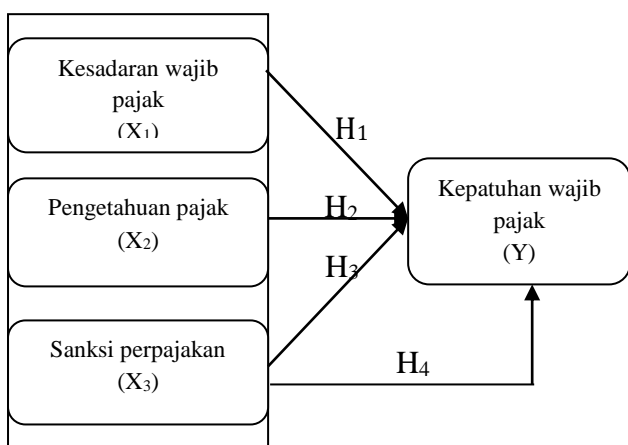 Kesadaran wajib
pajak
(X1)
H1
Pengetahuan pajak
(X2)
H2
Kepatuhan wajib
pajak
(Y)
H3
Sanksi perpajakan
(X3)
H4